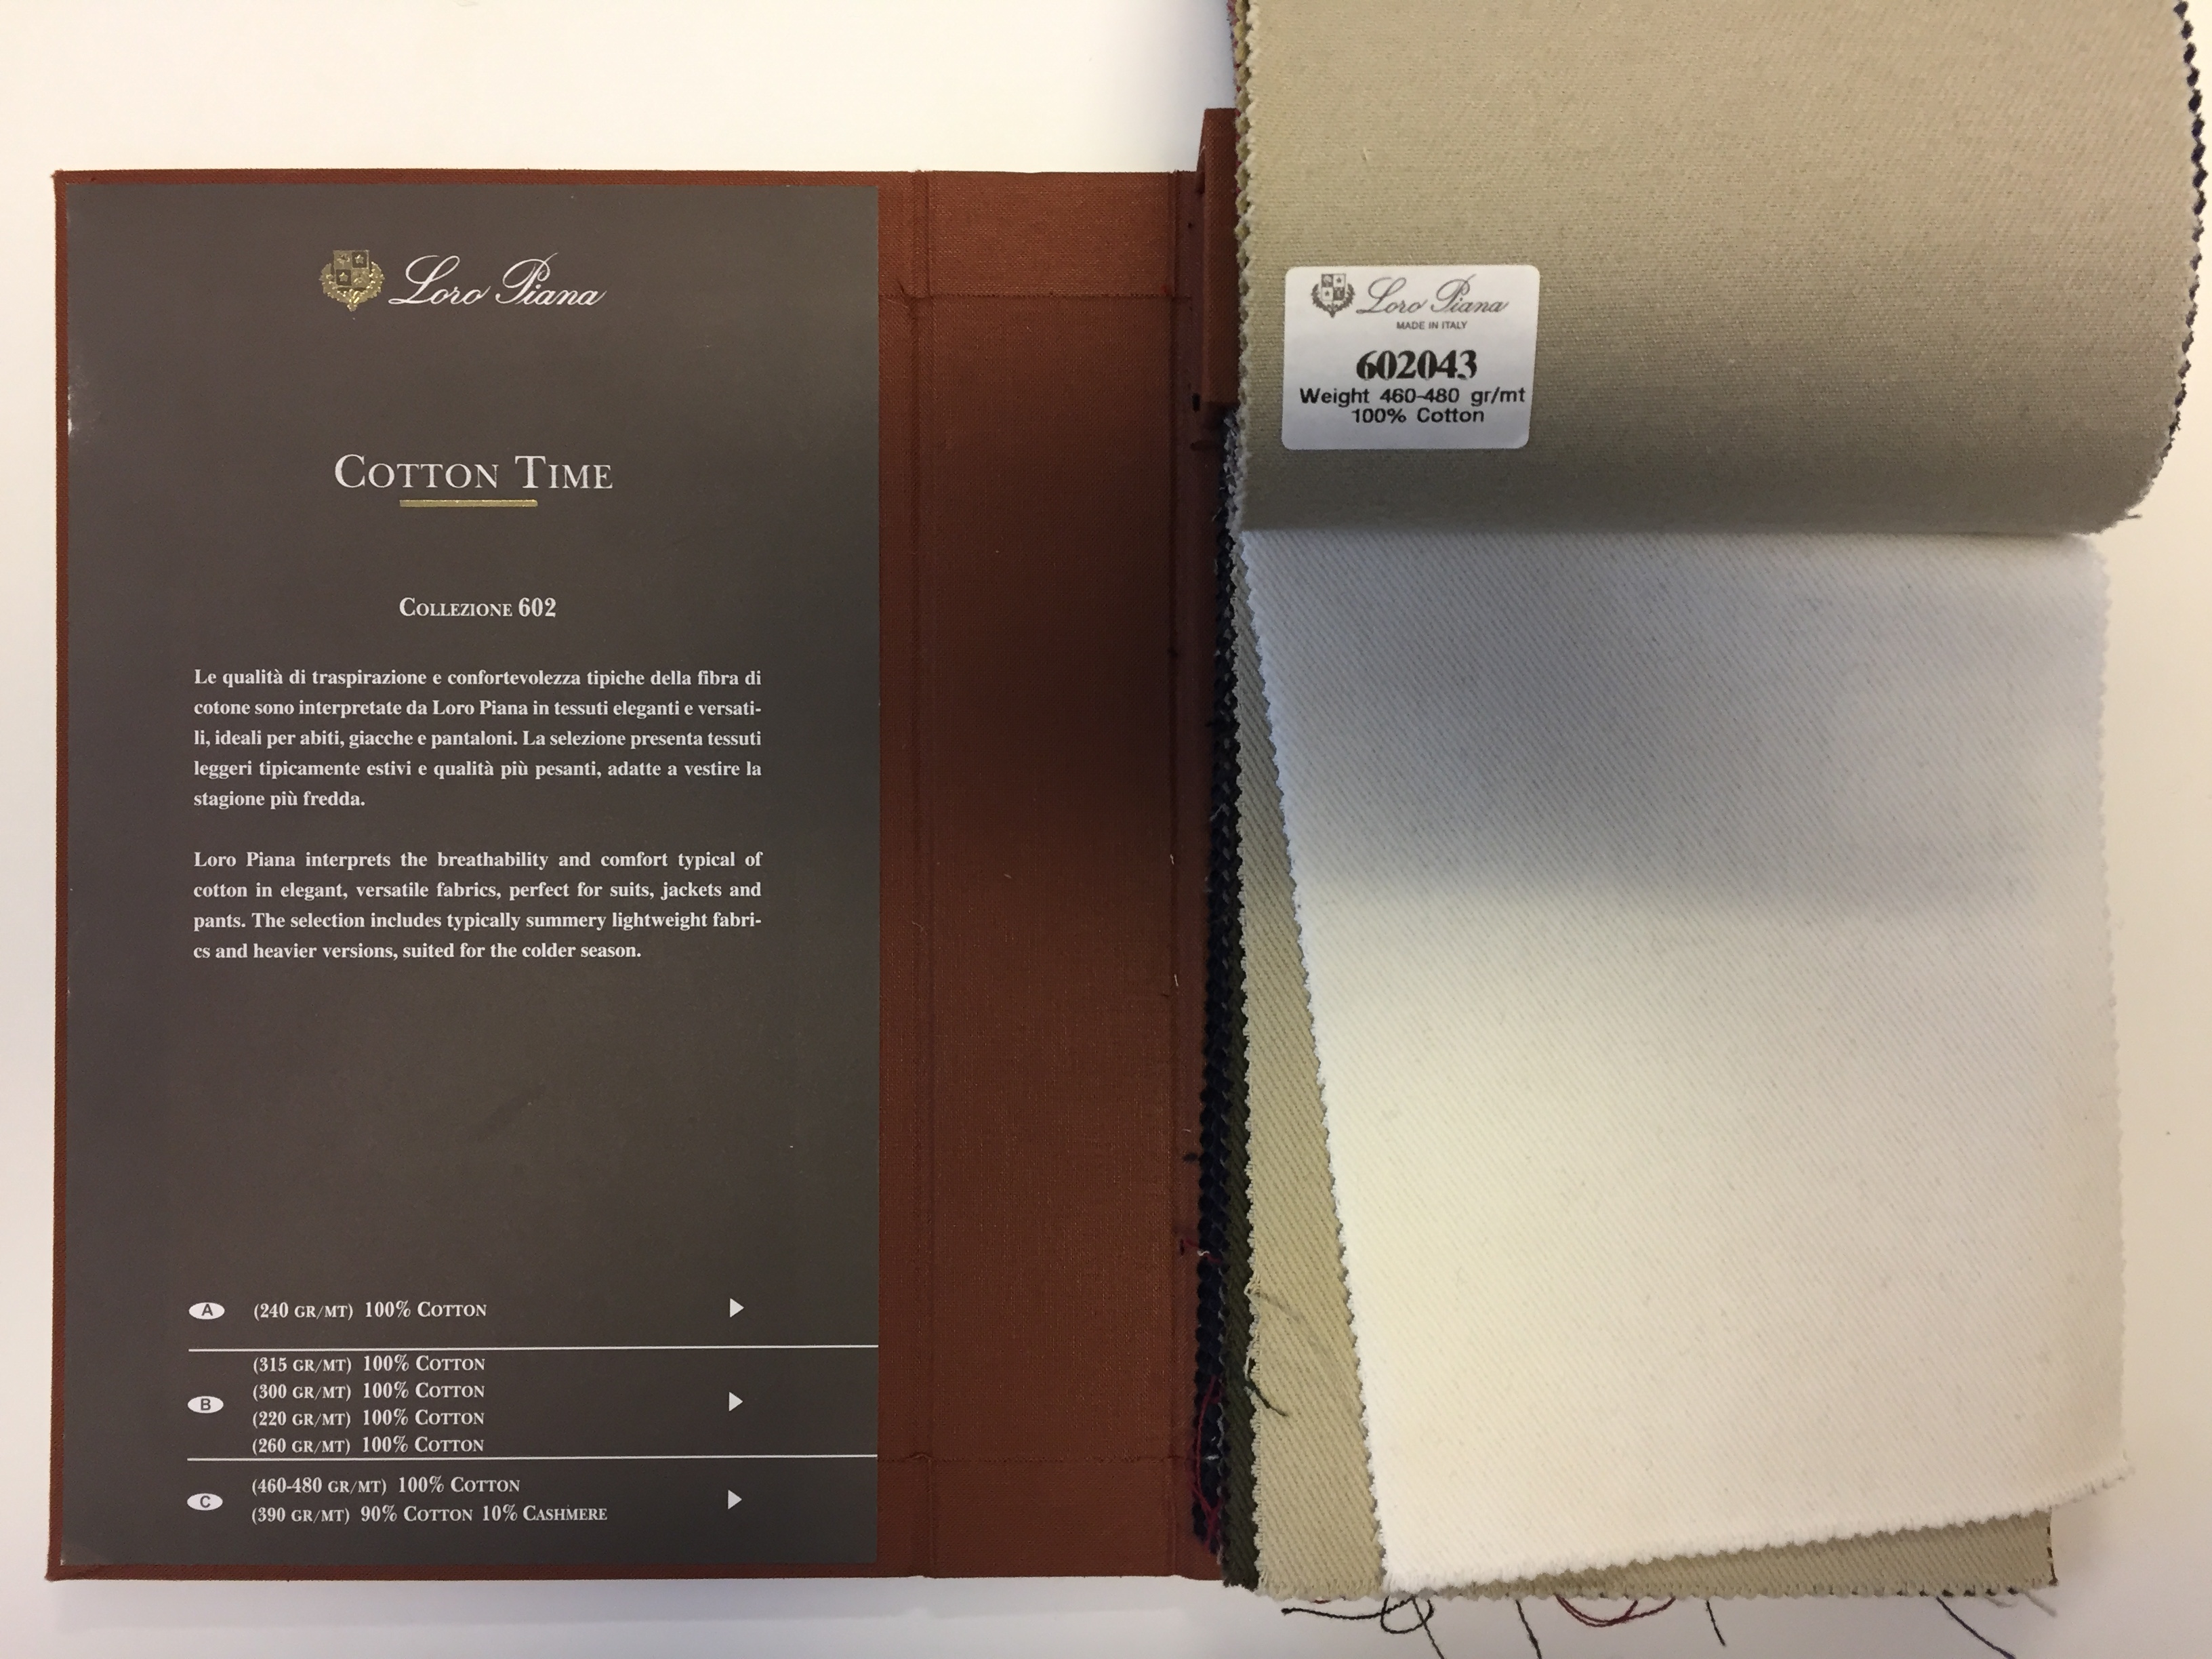 Loro Piana
COTTON TIME
COLLEZIONE 602
Le qualità di traspirazione e confortevolezza tipiche della fibra di
cotone sono interpretate da Loro Piana in tessuti eleganti e versati-
li, ideali per abiti, giacche e pantaloni. La selezione presenta tessuti
leggeri tipicamente estivi e qualità più pesanti, adatte a vestire la
stagione più fredda.
Loro Piana interprets the breathability and comfort typical of
cotton in elegant, versatile fabrics, perfect for suits, jackets and
pants. The selection includes typically summery lightweight fabri-
cs and heavier versions, suited for the colder season.
A (240 GR/MT) 100% COTTON
(315 GR/MT) 100% COTTON
(300 GR/MT) 100% COTTON
B
(220 GR/MT) 100% COTTON
(260 GR/MT) 100% COTTON
(460-480 GR/MT) 100% COTTON
C
(390 GR/MT) 90% COTTON 10% CASHMERE
Loro Piana
MADE IN ITALY
602043
Weight 460-480 gr/mt
100% Cotton